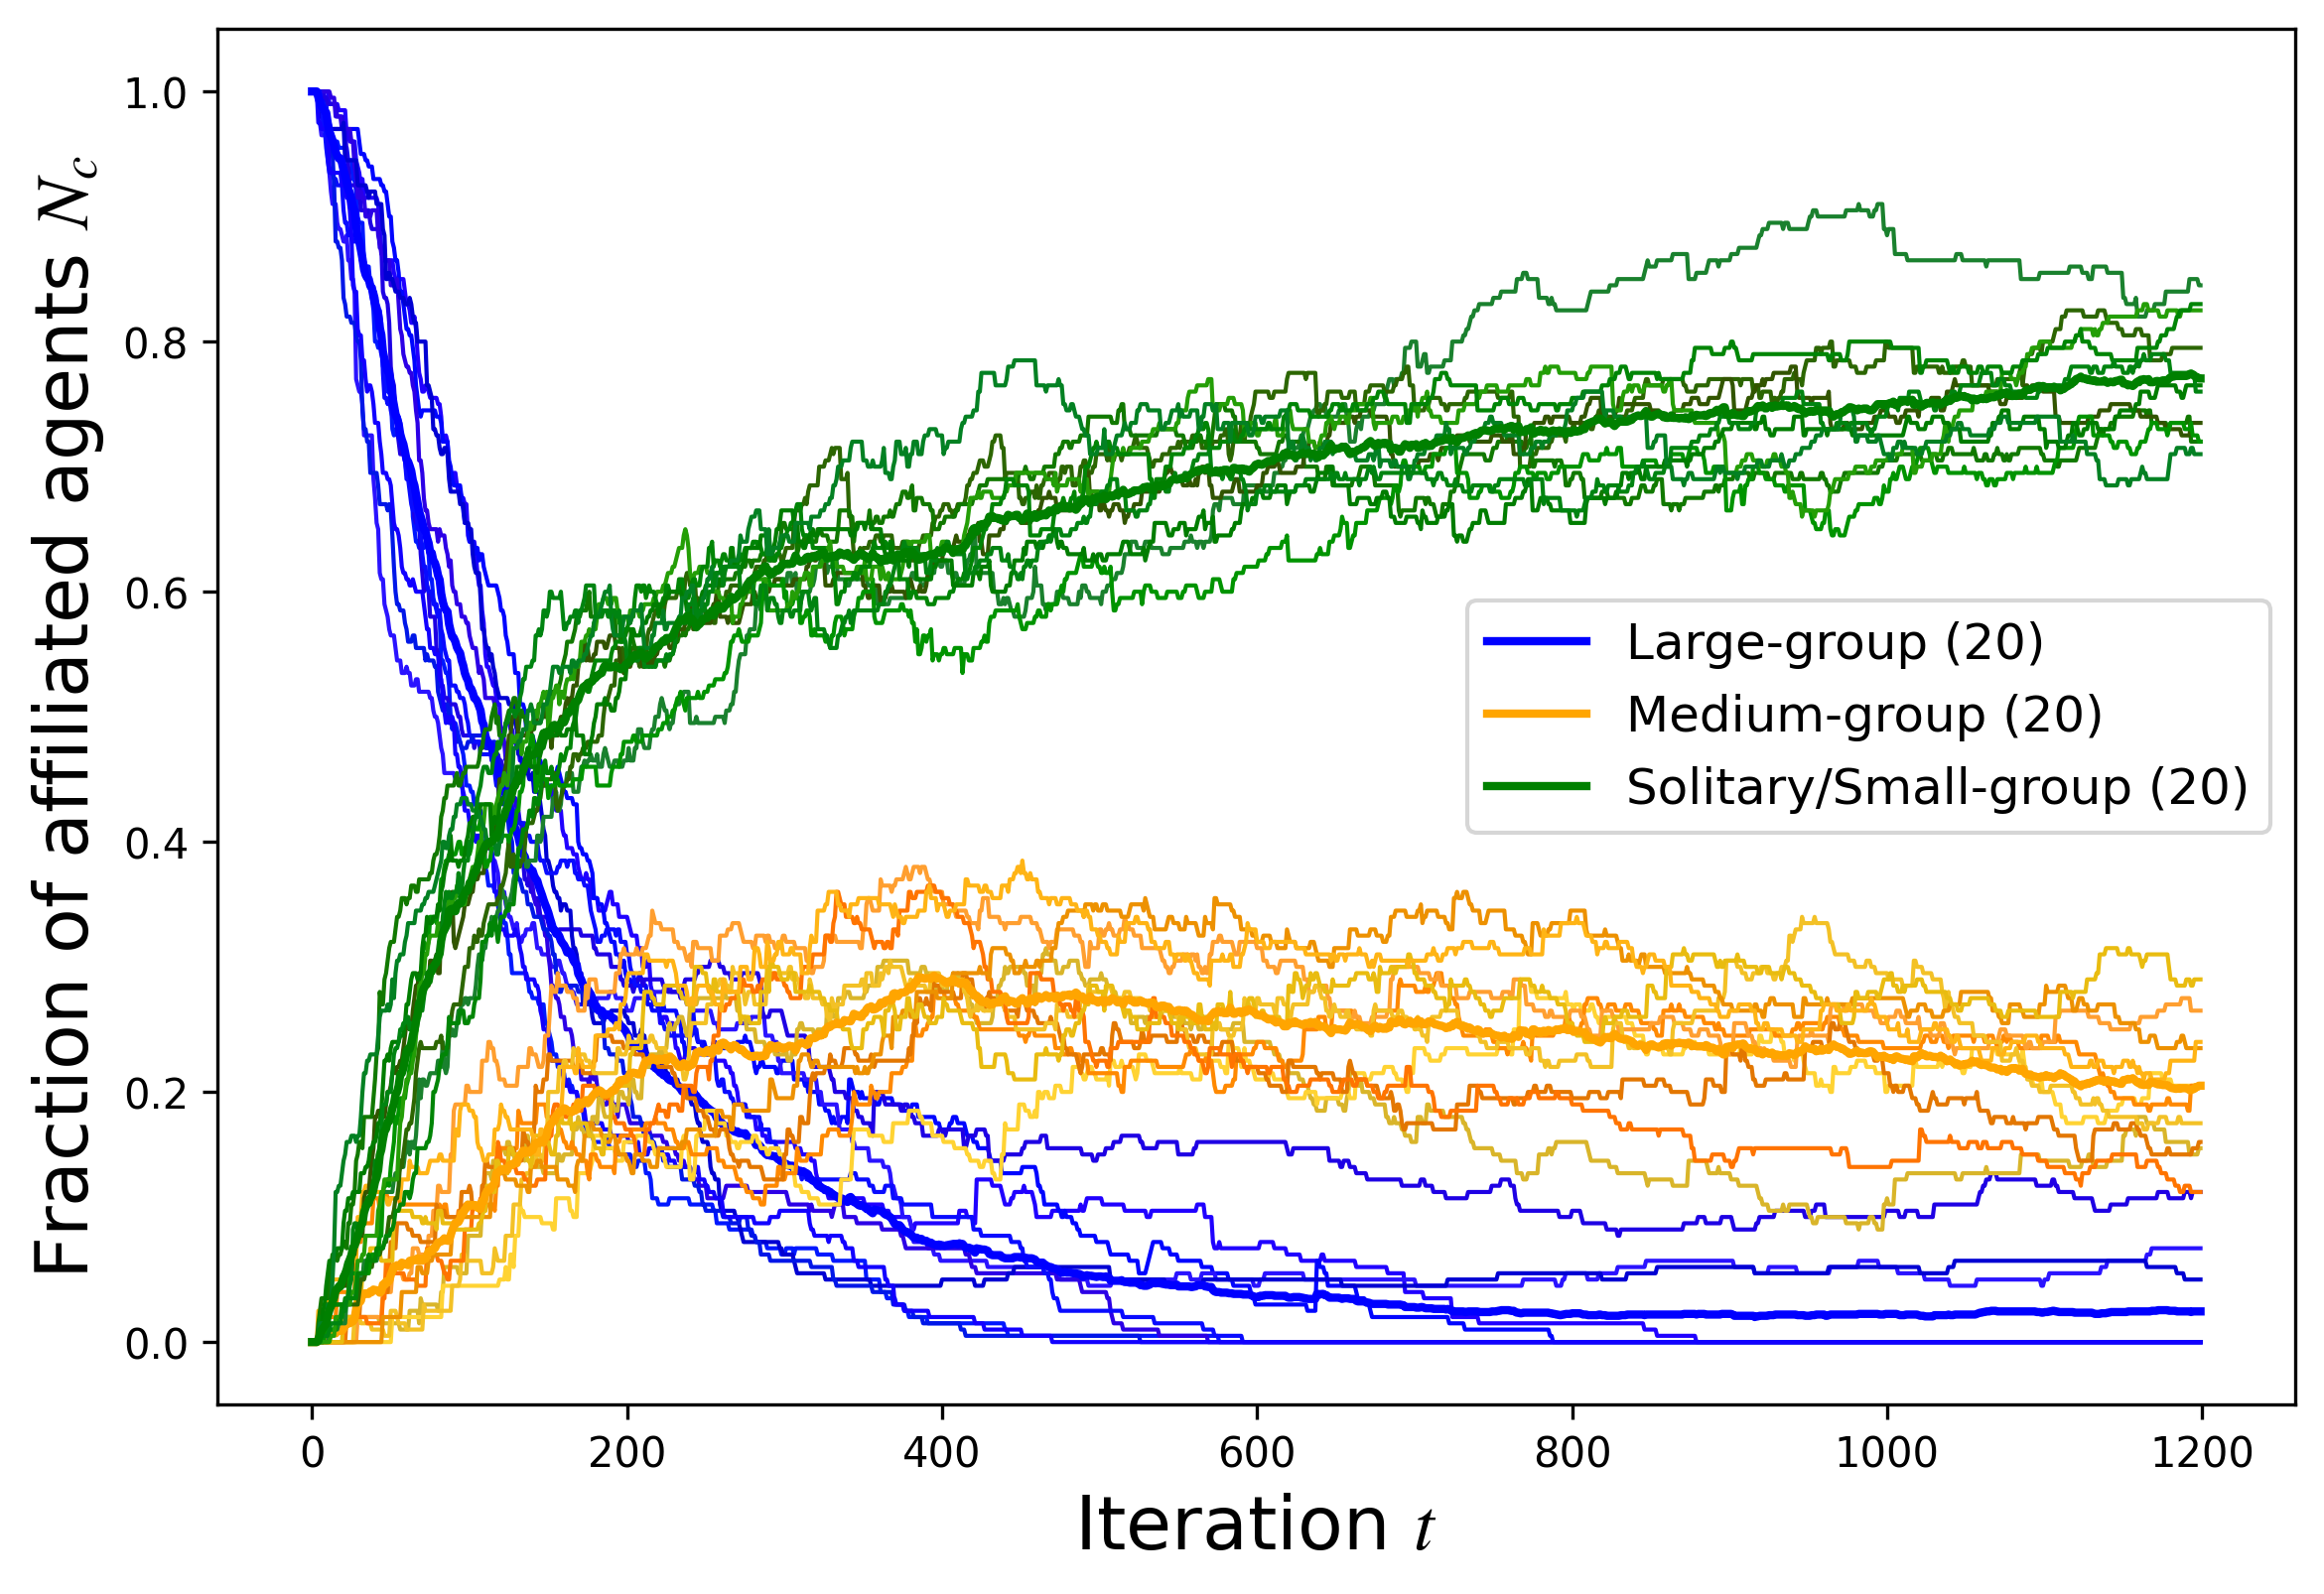 Fraction of affiliated agents N_c
1.0
0.8
0.6
0.4
0.2
0.0
Large-group (20)
Medium-group (20)
Solitary/Small-group (20)
0 200 400 600 800 1000 1200
Iteration t